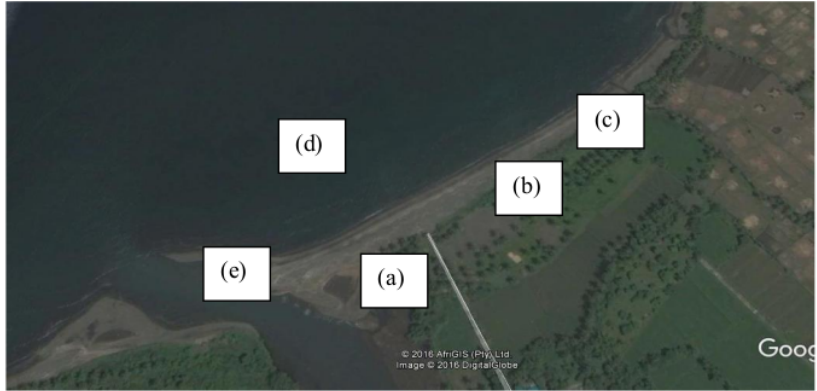 (c)
(d)
(b)
(e)
(a)
© 2016 AfriGIS (Pty) Ltd
Image © 2016 DigitalGlobe
Goog